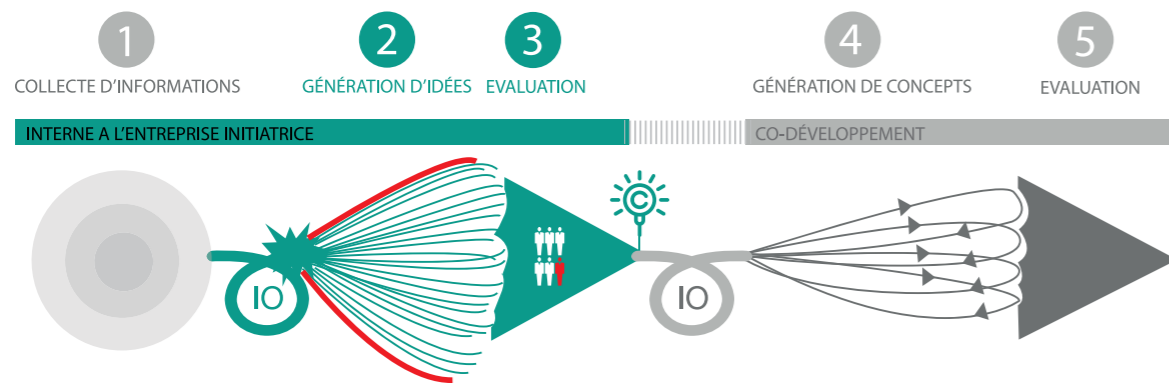 1
2
3
4
5
COLLECTE D'INFORMATIONS
GÉNÉRATION D'IDÉES
EVALUATION
GÉNÉRATION DE CONCEPTS
EVALUATION
INTERNE A L'ENTREPRISE INITIATRICE
CO-DÉVELOPPEMENT
C
IO
IO